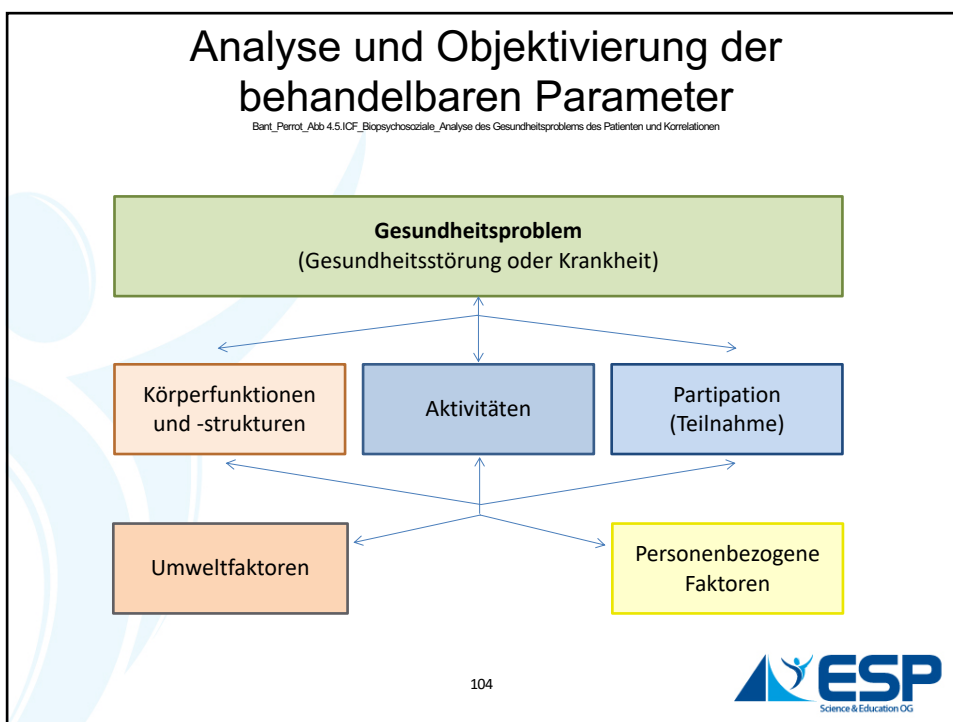 Analyse und Objektivierung der
behandelbaren Parameter
Bant_Perrot_Abb 4.5.ICF_Biopsychosoziale_Analyse des Gesundheitsproblems des Patienten und Korrelationen
Gesundheitsproblem
(Gesundheitsstörung oder Krankheit)
Körperfunktionen
und -strukturen
Aktivitäten
Partipation
(Teilnahme)
Umweltfaktoren
Personenbezogene
Faktoren
104
ESP
Science & Education OG